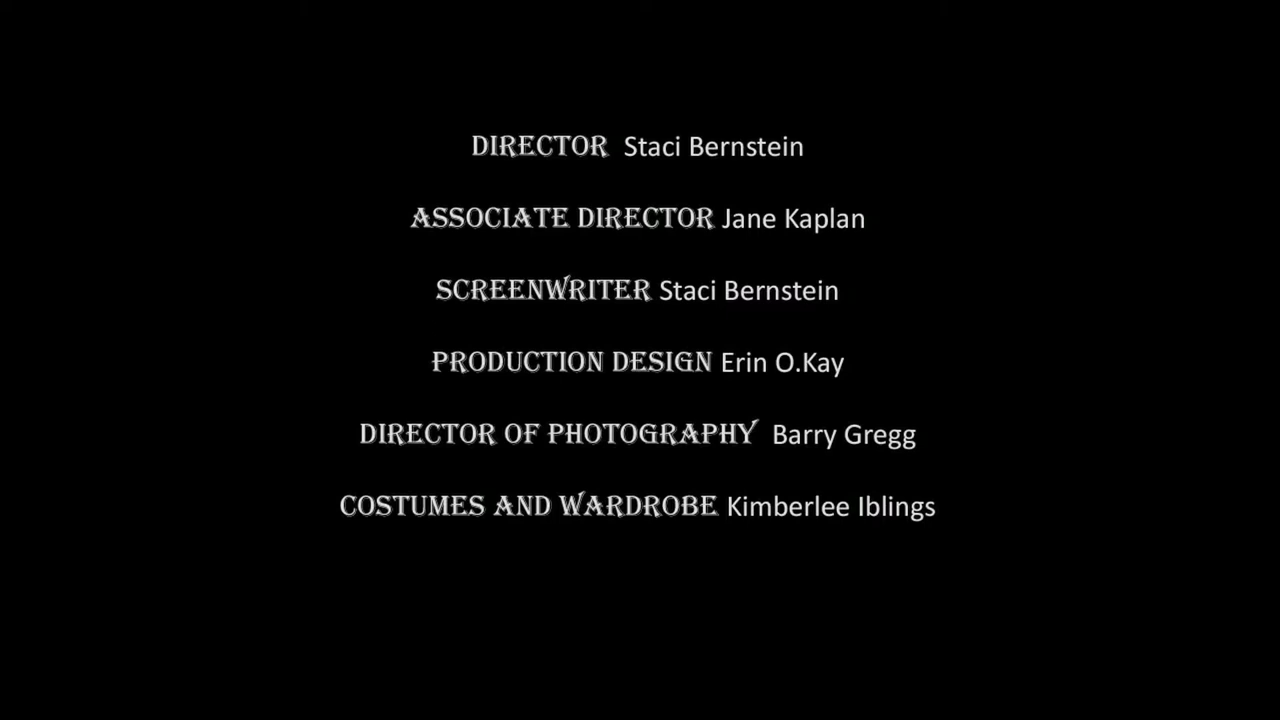 DIRECTOR Staci Bernstein
ASSOCIATE DIRECTOR Jane Kaplan
SCREENWRITER Staci Bernstein
PRODUCTION DESIGN Erin O.Kay
DIRECTOR OF PHOTOGRAPHY Barry Gregg
COSTUMES AND WARDROBE Kimberlee Iblings